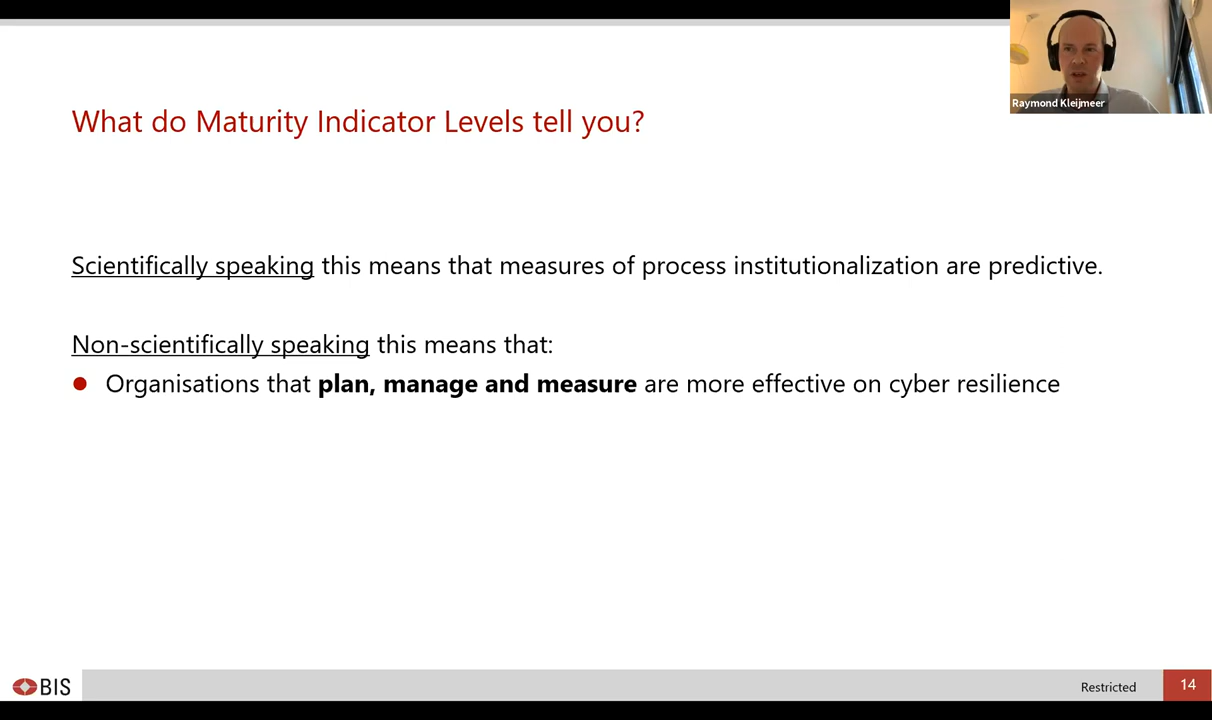 Raymond Kleijmeer
What do Maturity Indicator Levels tell you?
Scientifically speaking this means that measures of process institutionalization are predictive.
Non-scientifically speaking this means that:
Organisations that plan, manage and measure are more effective on cyber resilience
BIS
Restricted
14